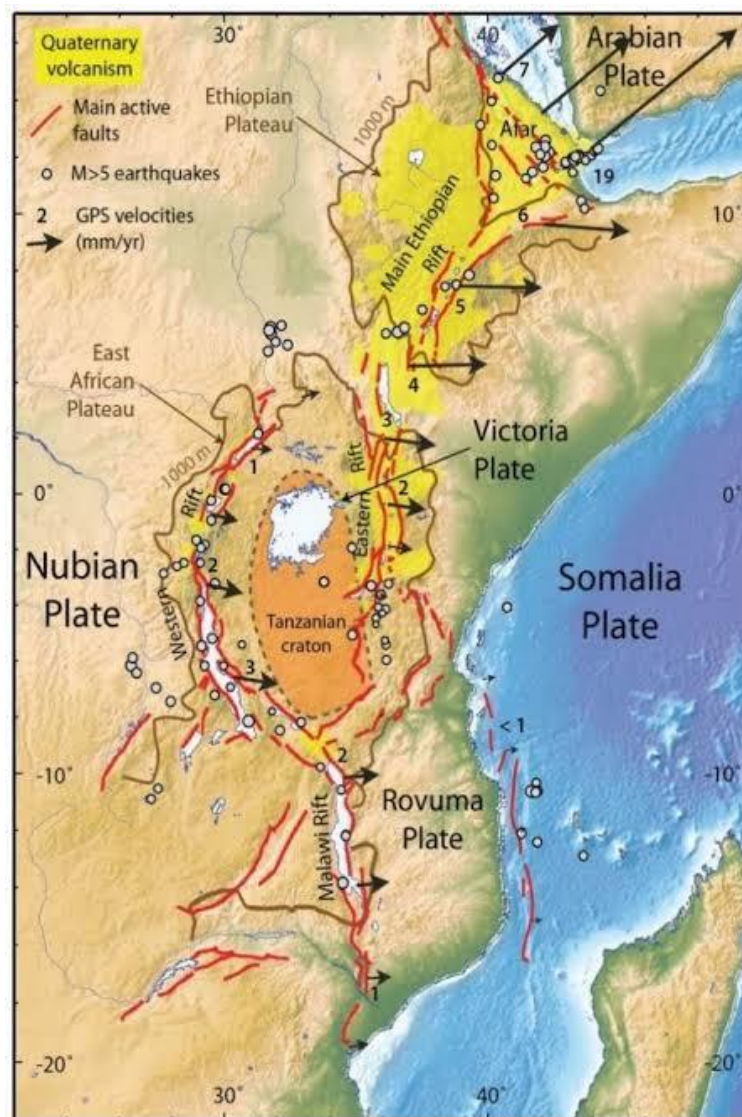 30°
40
Quaternary
volcanism
Main active
faults
M>5 earthquakes
2
GPS velocities
(mm/yr)
Ethiopian
Plateau
1000 m
Arabian
Plate
7
Afar
19
10°
6
Main Ethiopian
Rift
5
4
East
African
Plateau
1000 m
3
Victoria
Plate
1
Rift
Rift
2
0°
0°
Eastern
Nubian
Plate
2
Western
Somalia
Plate
Tanzanian
craton
3
<1
2
-10°
-10°
Rovuma
Plate
Malawi Rift
1
-20°
-20°
30°
40°